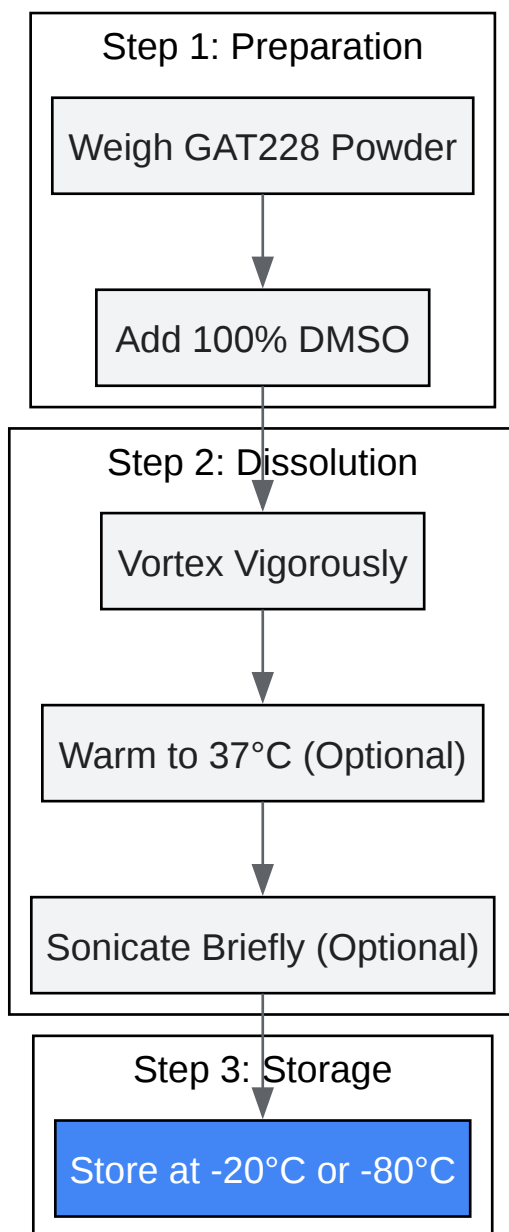 Step 1: Preparation
Weigh GAT228 Powder
Add 100% DMSO
Step 2: Dissolution
Vortex Vigorously
Warm to 37°C (Optional)
Sonicate Briefly (Optional)
Step 3: Storage
Store at -20°C or -80°C